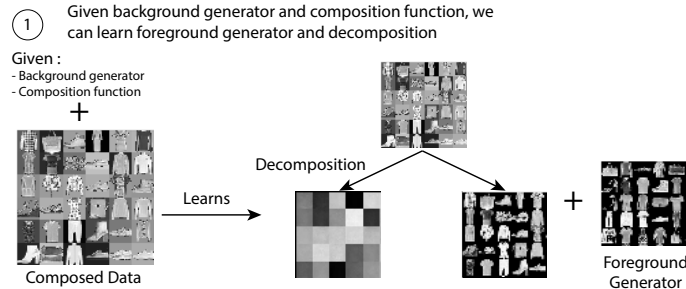 1
Given background generator and composition function, we
can learn foreground generator and decomposition
Given :
- Background generator
- Composition function
+
Composed Data
Learns
Decomposition
+
Foreground
Generator